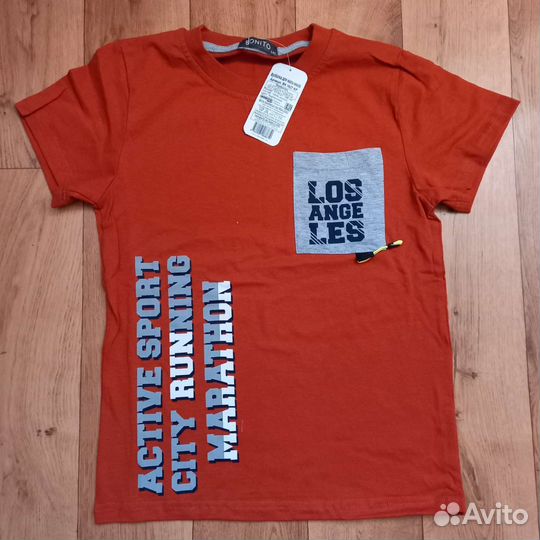 BONITO
LOS
ANGE
LES
ACTIVE SPORT
CITY RUNNING
MARATHON
Avito